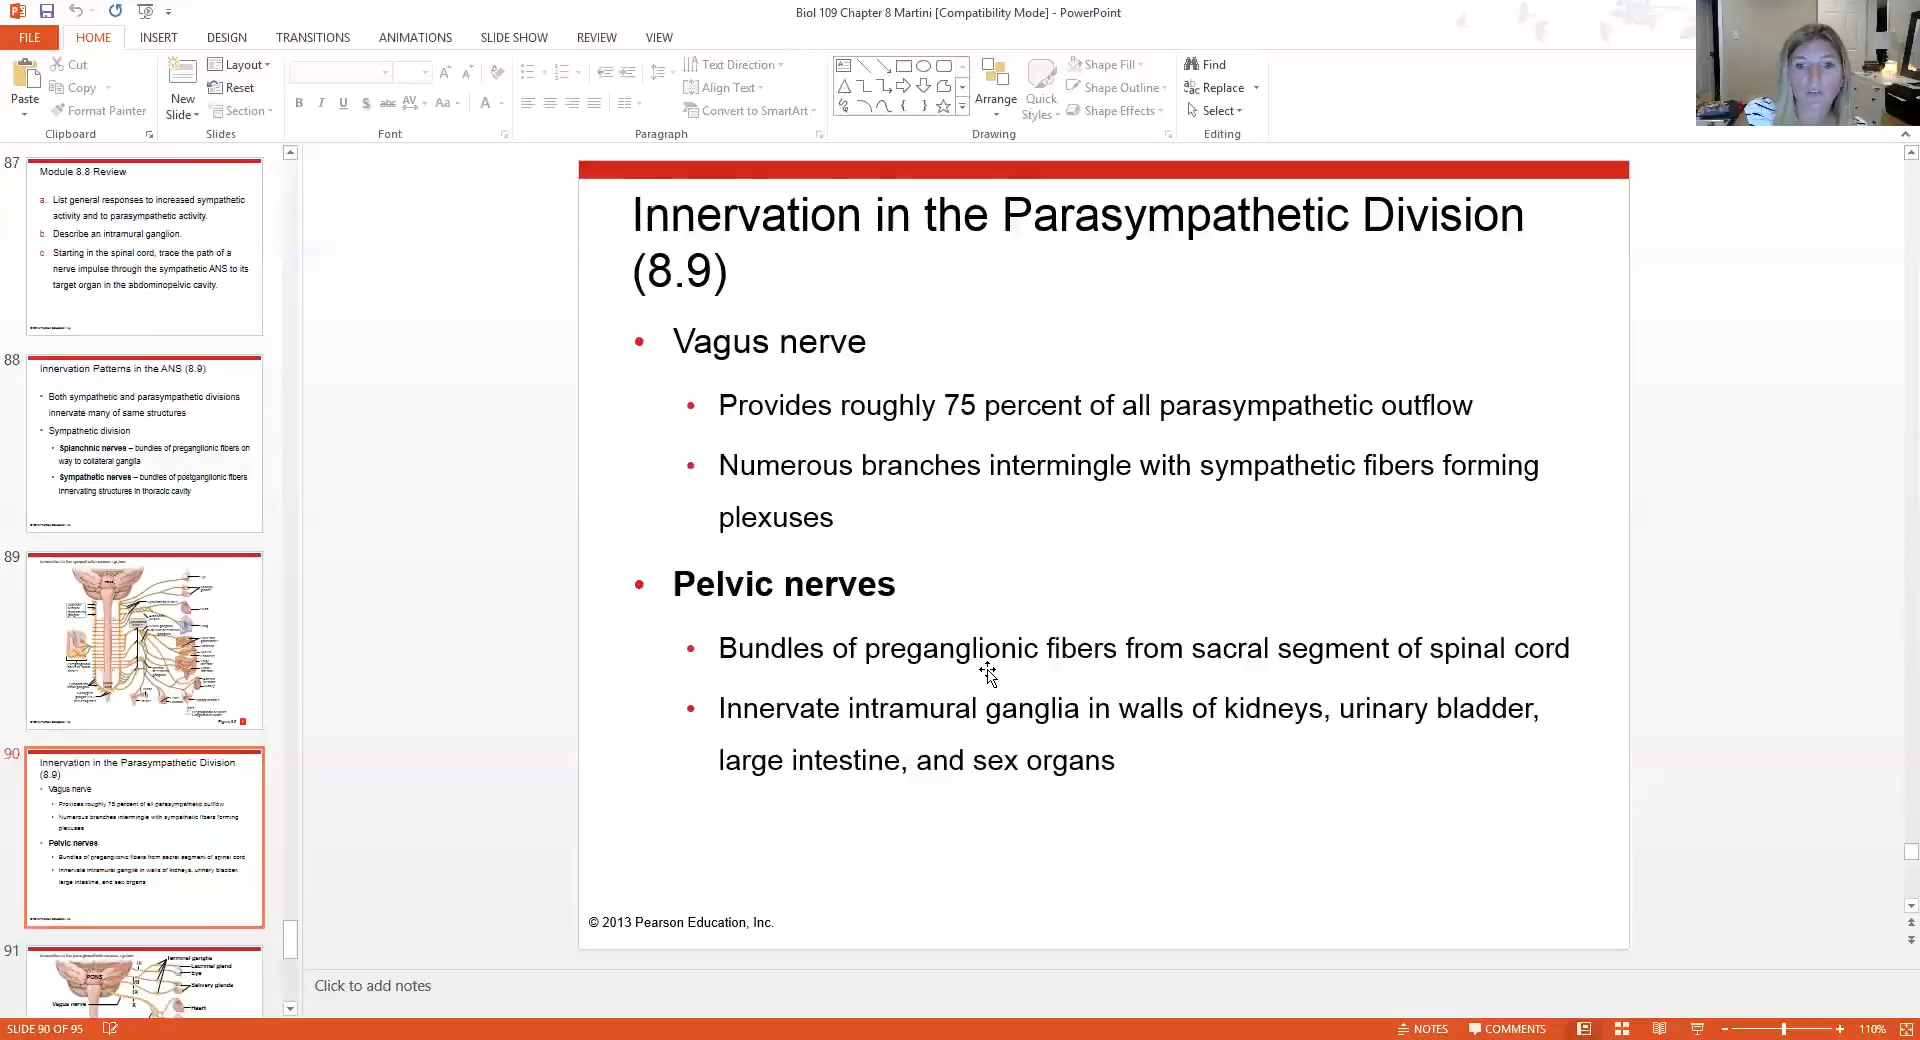 Biol 109 Chapter 8 Martini [Compatibility Mode] - PowerPoint
FILE HOME INSERT DESIGN TRANSITIONS ANIMATIONS SLIDE SHOW REVIEW VIEW
Paste
Cut
Copy
Format Painter
Clipboard
New
Slide
Layout
Reset
Section
Slides
B I U S abc AV Aa A
Font
Text Direction
Align Text
Convert to SmartArt
Paragraph
Arrange
Quick
Styles
Shape Fill
Shape Outline
Shape Effects
Drawing
Find
Replace
Select
Editing
87
Module 8.8 Review
a. List general responses to increased sympathetic
activity and to parasympathetic activity.
b. Describe an intramural ganglion.
c. Starting in the spinal cord, trace the path of a
nerve impulse through the sympathetic ANS to its
target organ in the abdominopelvic cavity.
88
Innervation Patterns in the ANS (8.9)
• Both sympathetic and parasympathetic divisions
innervate many of same structures
• Sympathetic division
• Splanchnic nerves – bundles of preganglionic fibers on
way to collateral ganglia
• Sympathetic nerves – bundles of postganglionic fibers
innervating structures in thoracic cavity
89
90
Innervation in the Parasympathetic Division
(8.9)
• Vagus nerve
• Provides roughly 75 percent of all parasympathetic outflow
• Numerous branches intermingle with sympathetic fibers forming
plexuses
• Pelvic nerves
• Bundles of preganglionic fibers from sacral segment of spinal cord
• Innervate intramural ganglia in walls of kidneys, urinary bladder,
large intestine, and sex organs
91
Terminal ganglia
Lacrimal gland
Eye
PONS
Salivary glands
Vagus nerve
Heart
Innervation in the Parasympathetic Division
(8.9)
• Vagus nerve
• Provides roughly 75 percent of all parasympathetic outflow
• Numerous branches intermingle with sympathetic fibers forming
plexuses
• Pelvic nerves
• Bundles of preganglionic fibers from sacral segment of spinal cord
• Innervate intramural ganglia in walls of kidneys, urinary bladder,
large intestine, and sex organs
© 2013 Pearson Education, Inc.
Click to add notes
SLIDE 90 OF 95
NOTES COMMENTS 110%